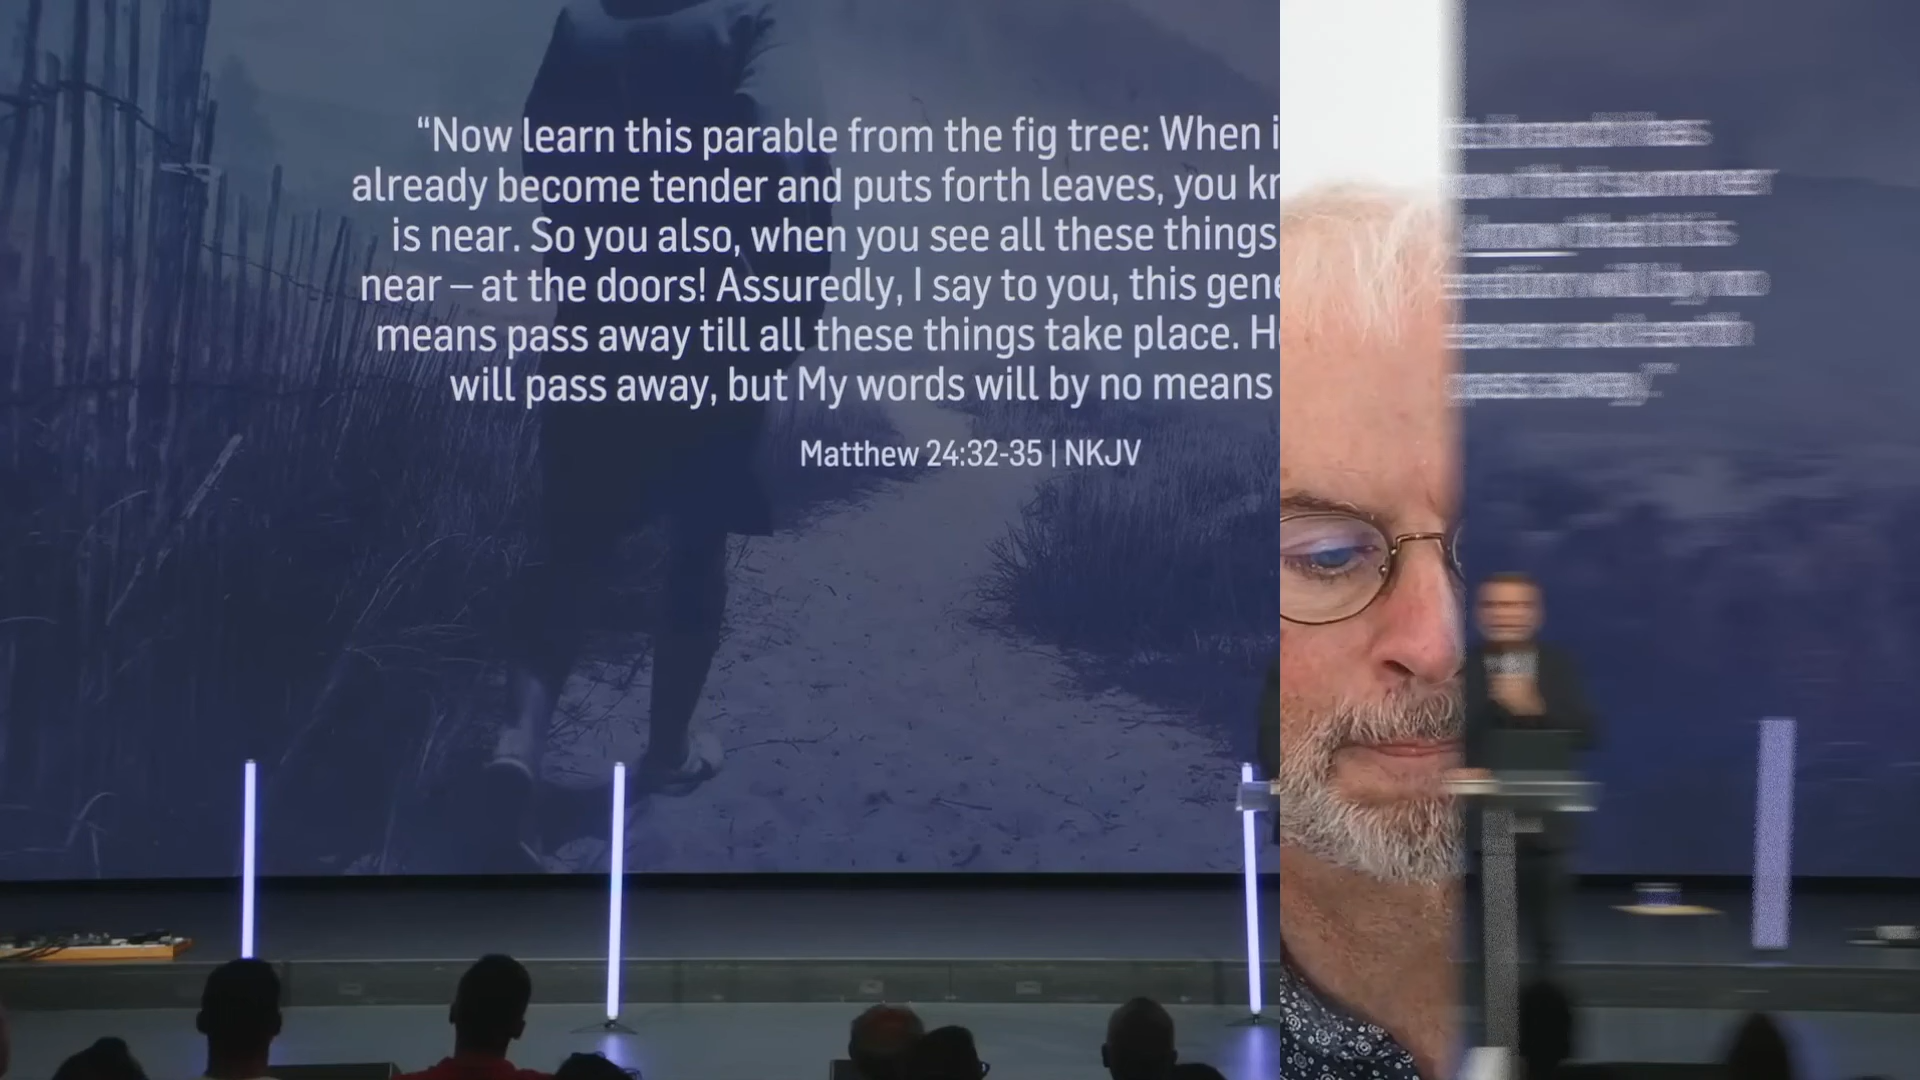 “Now learn this parable from the fig tree: When i
already become tender and puts forth leaves, you kn
is near. So you also, when you see all these things
near – at the doors! Assuredly, I say to you, this gene
means pass away till all these things take place. He
will pass away, but My words will by no means
Matthew 24:32-35 | NKJV